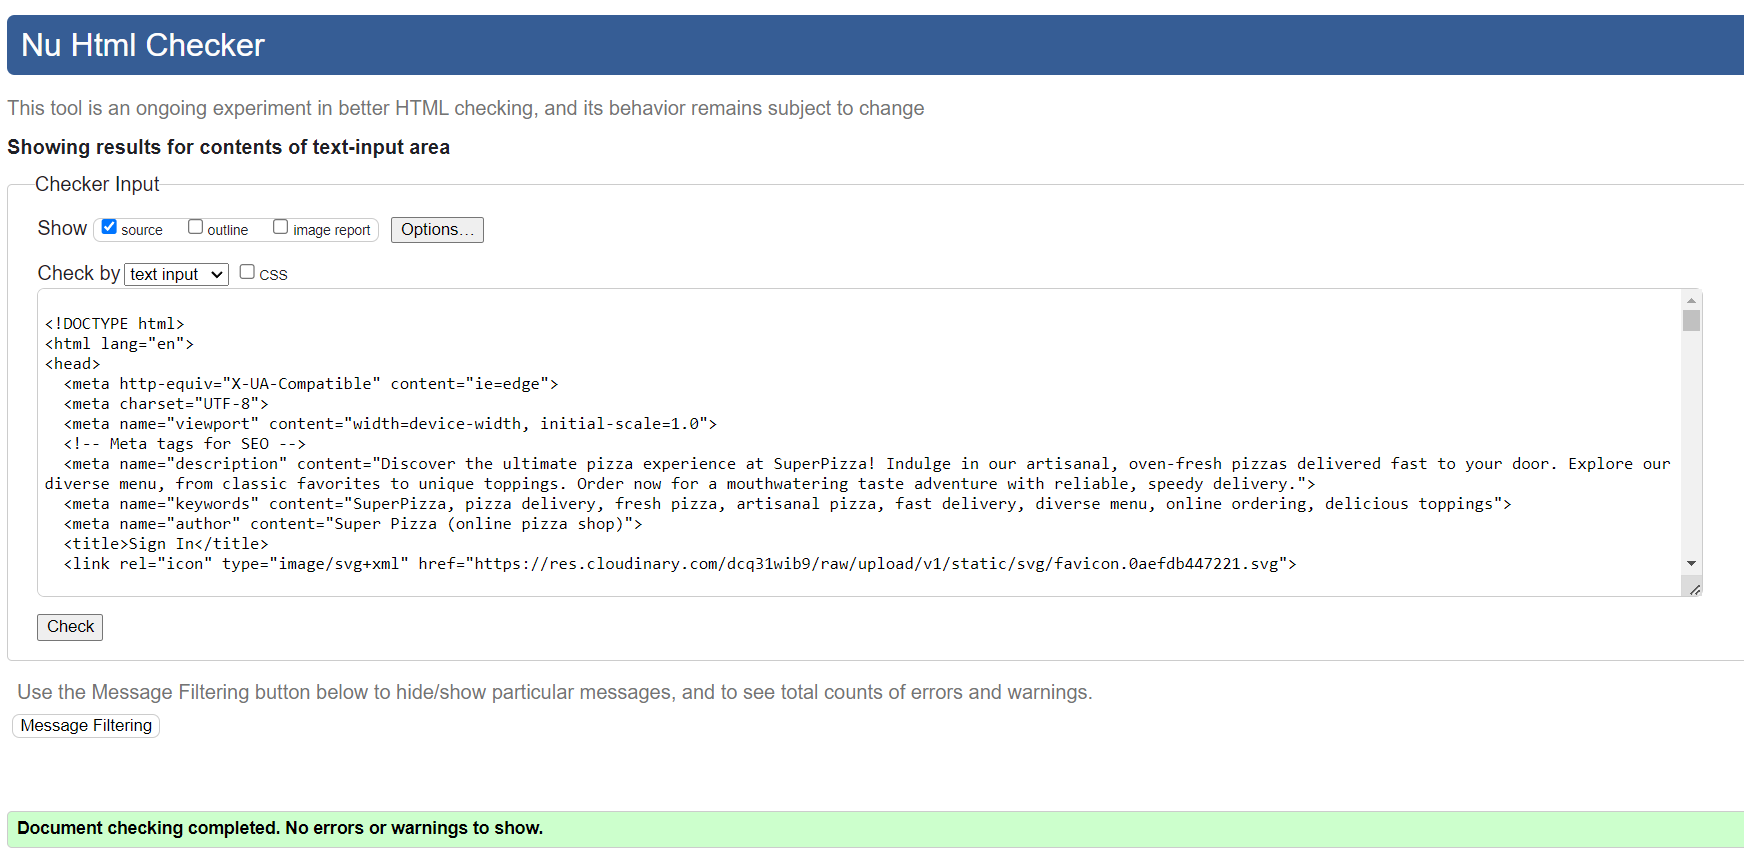 Nu Html Checker
This tool is an ongoing experiment in better HTML checking, and its behavior remains subject to change
Showing results for contents of text-input area
Checker Input
Show source outline image report Options...
Check by text input CSS
<!DOCTYPE html>
<html lang="en">
<head>
  <meta http-equiv="X-UA-Compatible" content="ie=edge">
  <meta charset="UTF-8">
  <meta name="viewport" content="width=device-width, initial-scale=1.0">
  <!-- Meta tags for SEO -->
  <meta name="description" content="Discover the ultimate pizza experience at SuperPizza! Indulge in our artisanal, oven-fresh pizzas delivered fast to your door. Explore our
diverse menu, from classic favorites to unique toppings. Order now for a mouthwatering taste adventure with reliable, speedy delivery.">
  <meta name="keywords" content="SuperPizza, pizza delivery, fresh pizza, artisanal pizza, fast delivery, diverse menu, online ordering, delicious toppings">
  <meta name="author" content="Super Pizza (online pizza shop)">
  <title>Sign In</title>
  <link rel="icon" type="image/svg+xml" href="https://res.cloudinary.com/dcq31wib9/raw/upload/v1/static/svg/favicon.0aefdb447221.svg">
Check
Use the Message Filtering button below to hide/show particular messages, and to see total counts of errors and warnings.
Message Filtering
Document checking completed. No errors or warnings to show.